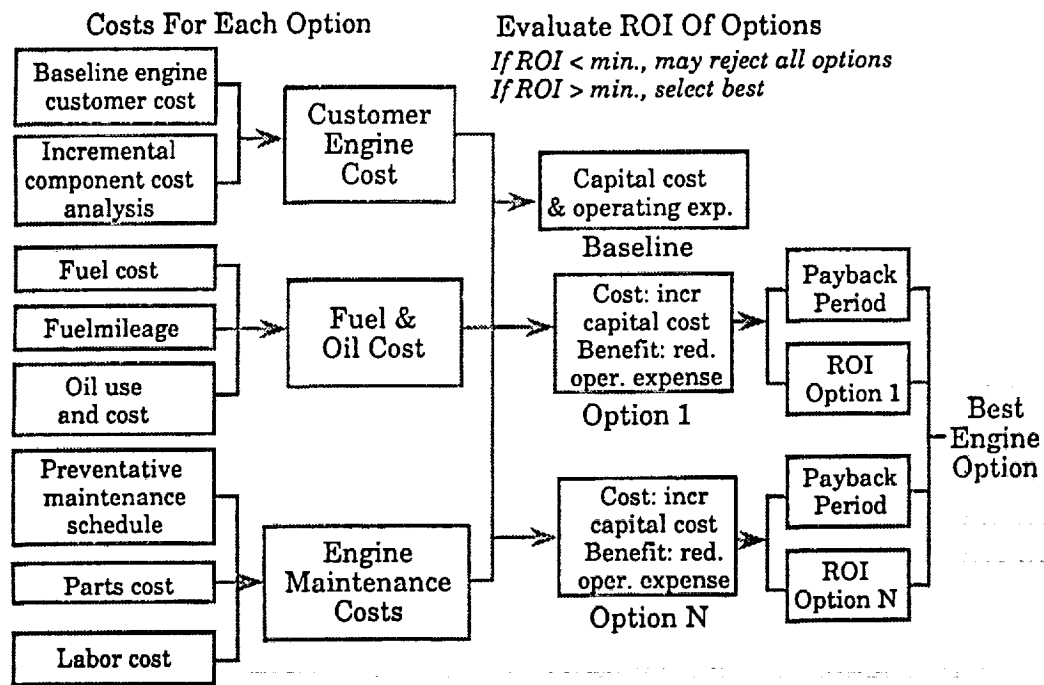 Costs For Each Option
Evaluate ROI Of Options
If ROI < min., may reject all options
If ROI > min., select best
Baseline engine
customer cost
Incremental
component cost
analysis
Fuel cost
Fuelmileage
Oil use
and cost
Preventative
maintenance
schedule
Parts cost
Labor cost
Customer
Engine
Cost
Fuel &
Oil Cost
Engine
Maintenance
Costs
Capital cost
& operating exp.
Baseline
Cost: incr
capital cost
Benefit: red.
oper. expense
Option 1
Cost: incr
capital cost
Benefit: red.
oper. expense
Option N
Payback
Period
ROI
Option 1
Payback
Period
ROI
Option N
Best
Engine
Option